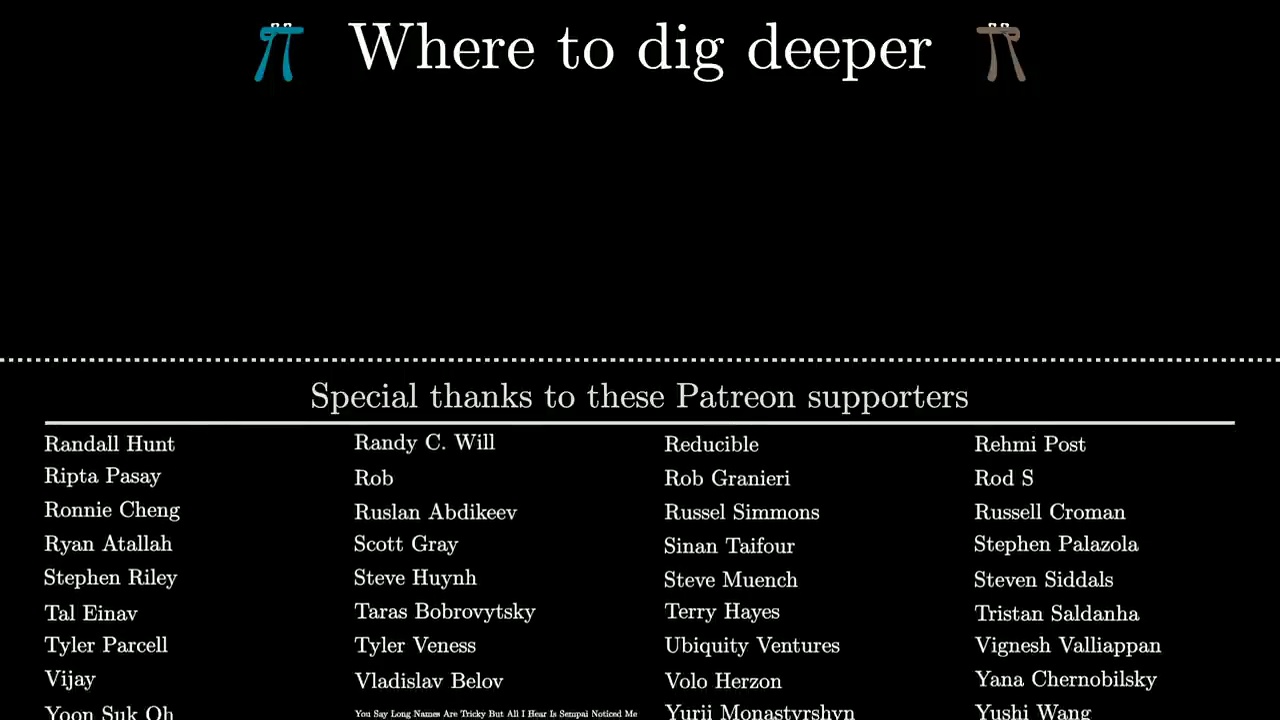 Where to dig deeper
Special thanks to these Patreon supporters
Randall Hunt Randy C. Will Reducible Rehmi Post
Ripta Pasay Rob Rob Granieri Rod S
Ronnie Cheng Ruslan Abdikeev Russel Simmons Russell Croman
Ryan Atallah Scott Gray Sinan Taifour Stephen Palazola
Stephen Riley Steve Huynh Steve Muench Steven Siddals
Tal Einav Taras Bobrovytsky Terry Hayes Tristan Saldanha
Tyler Parcell Tyler Veness Ubiquity Ventures Vignesh Valliappan
Vijay Vladislav Belov Volo Herzon Yana Chernobilsky
Yoon Suk Oh You Say Long Names Are Tricky But All I Hear Is Sempai Noticed Me Yurii Monastyrshyn Yushi Wang